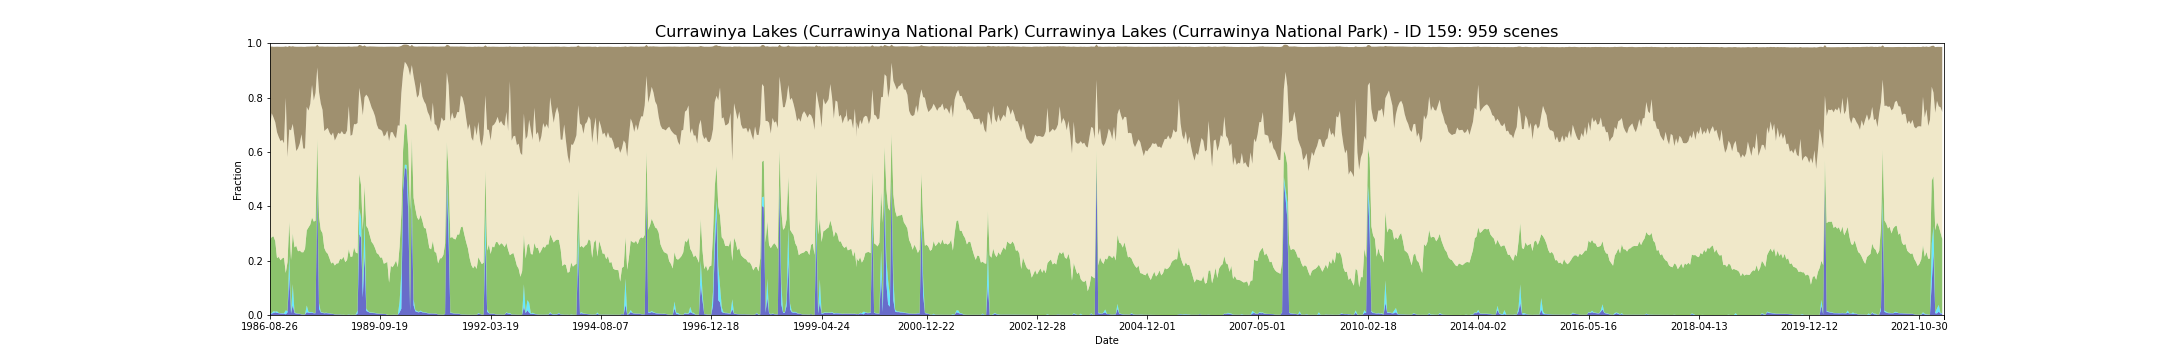 Currawinya Lakes (Currawinya National Park) Currawinya Lakes (Currawinya National Park) - ID 159: 959 scenes
1.0
0.8
0.6
Fraction
0.4
0.2
0.0
1986-08-26 1989-09-19 1992-03-19 1994-08-07 1996-12-18 1999-04-24 2000-12-22 2002-12-28 2004-12-01 2007-05-01 2010-02-18 2014-04-02 2016-05-16 2018-04-13 2019-12-12 2021-10-30
Date